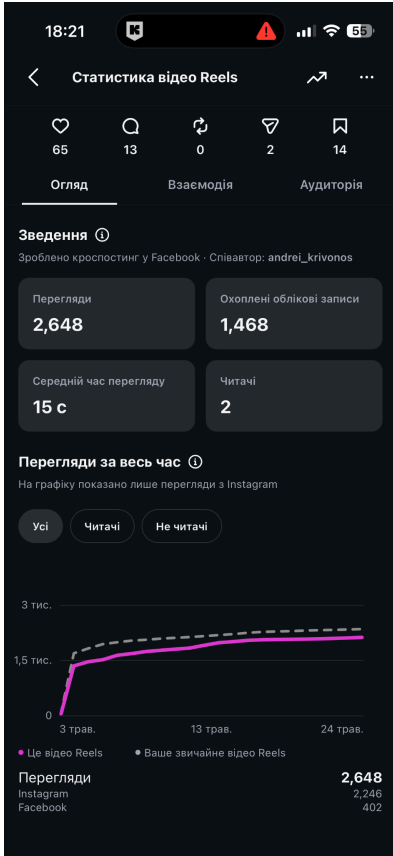 18:21
K
55
Статистика відео Reels
65
13
0
2
14
Огляд
Взаємодія
Аудиторія
Зведення
Зроблено кроспостинг у Facebook · Співавтор: andrei_krivonos
Перегляди
2,648
Охоплені облікові записи
1,468
Середній час перегляду
15 с
Читачі
2
Перегляди за весь час
На графіку показано лише перегляди з Instagram
Усі
Читачі
Не читачі
3 тис.
1,5 тис.
0
3 трав.
13 трав.
24 трав.
Це відео Reels
Ваше звичайне відео Reels
Перегляди 2,648
Instagram 2,246
Facebook 402